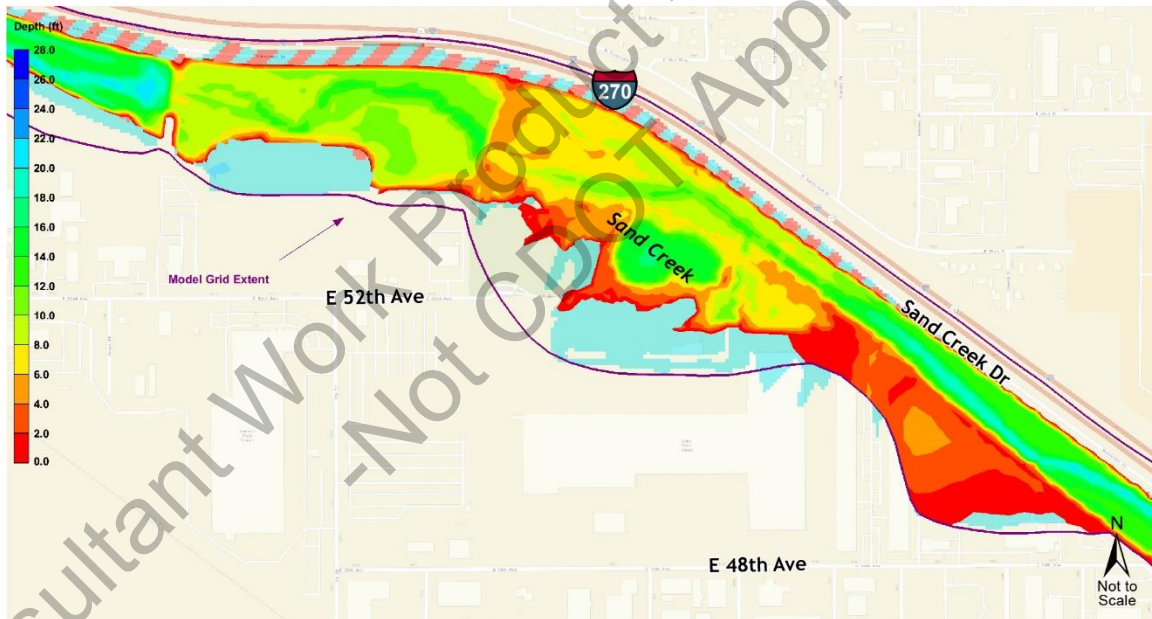 Depth (ft)
28.0
26.0
24.0
22.0
20.0
18.0
16.0
14.0
12.0
10.0
8.0
6.0
4.0
2.0
0.0
270
Model Grid Extent
E 52th Ave
Sand Creek
Sand Creek Dr
E 48th Ave
N
Not to
Scale
sultant Work Product
-Not CDOT App